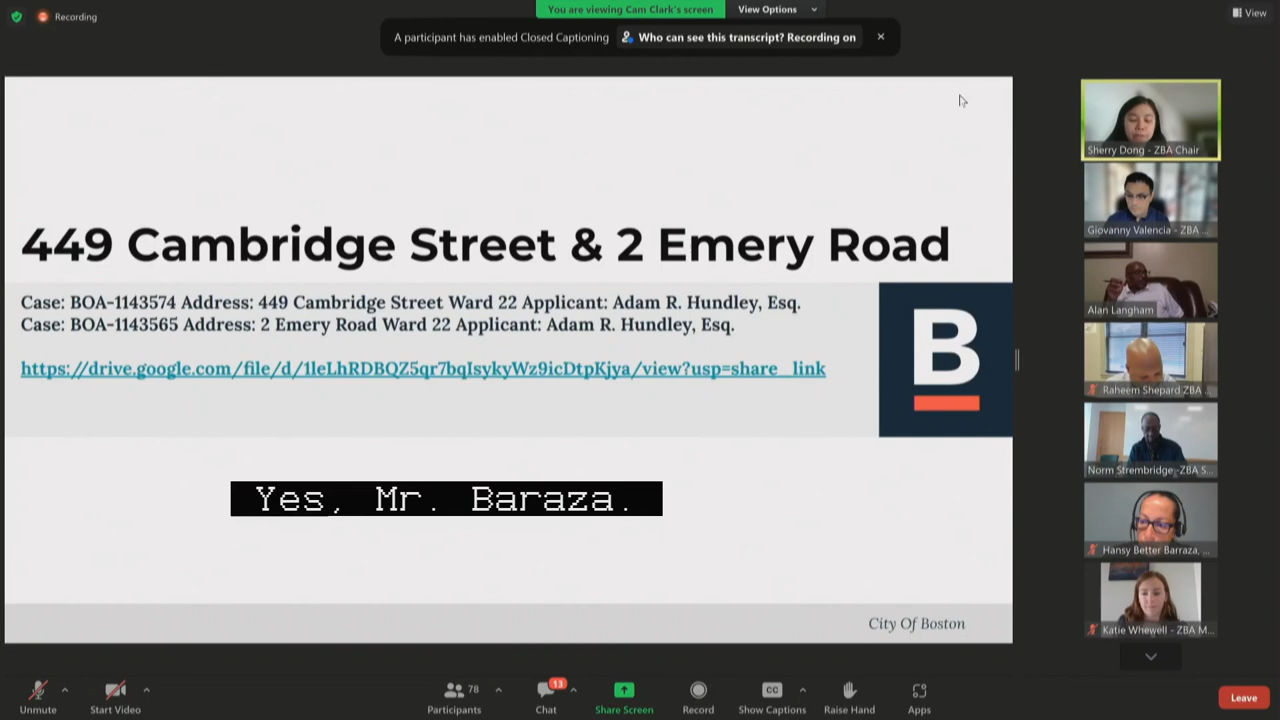 You are viewing Cam Clark's screen
View Options
Recording
View
A participant has enabled Closed Captioning
Who can see this transcript? Recording on
449 Cambridge Street & 2 Emery Road
Case: BOA-1143574 Address: 449 Cambridge Street Ward 22 Applicant: Adam R. Hundley, Esq.
Case: BOA-1143565 Address: 2 Emery Road Ward 22 Applicant: Adam R. Hundley, Esq.
https://drive.google.com/file/d/1leLhRDBQZ5qr7bqIsykyWz9icDtpKjya/view?usp=share_link
B
Yes, Mr. Baraza.
City Of Boston
Sherry Dong - ZBA Chair
Giovanny Valencia - ZBA ...
Alan Langham
Raheem Shepard ZBA ...
Norm Strembridge -ZBA S...
Hansy Better Barraza, ...
Katie Whewell - ZBA M...
Unmute
Start Video
78
Participants
13
Chat
Share Screen
Record
CC
Show Captions
Raise Hand
Apps
Leave